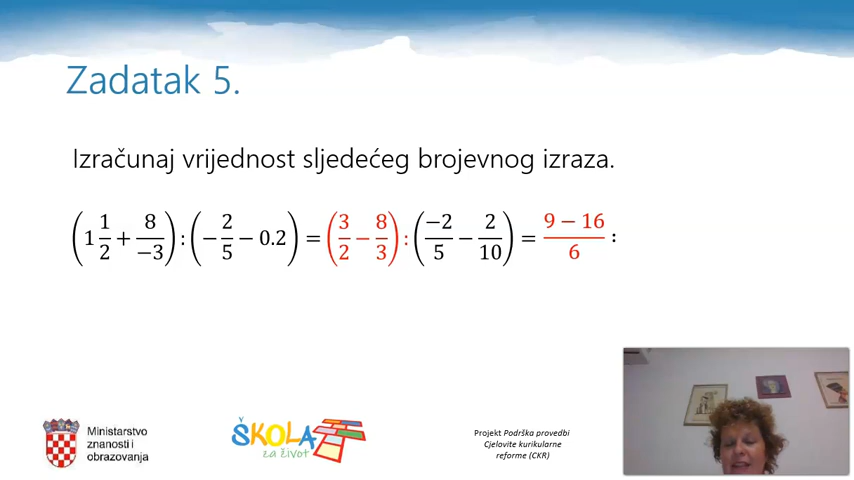 Zadatak 5.
Izračunaj vrijednost sljedećeg brojevnog izraza.
(1 1/2 + 8/−3) : (−2/5 − 0.2) = (3/2 − 8/3) : (−2/5 − 2/10) = 9 − 16/6 :
Ministarstvo
znanosti i
obrazovanja
ŠKOLA
za život
Projekt Podrška provedbi
Cjelovite kurikularne
reforme (CKR)